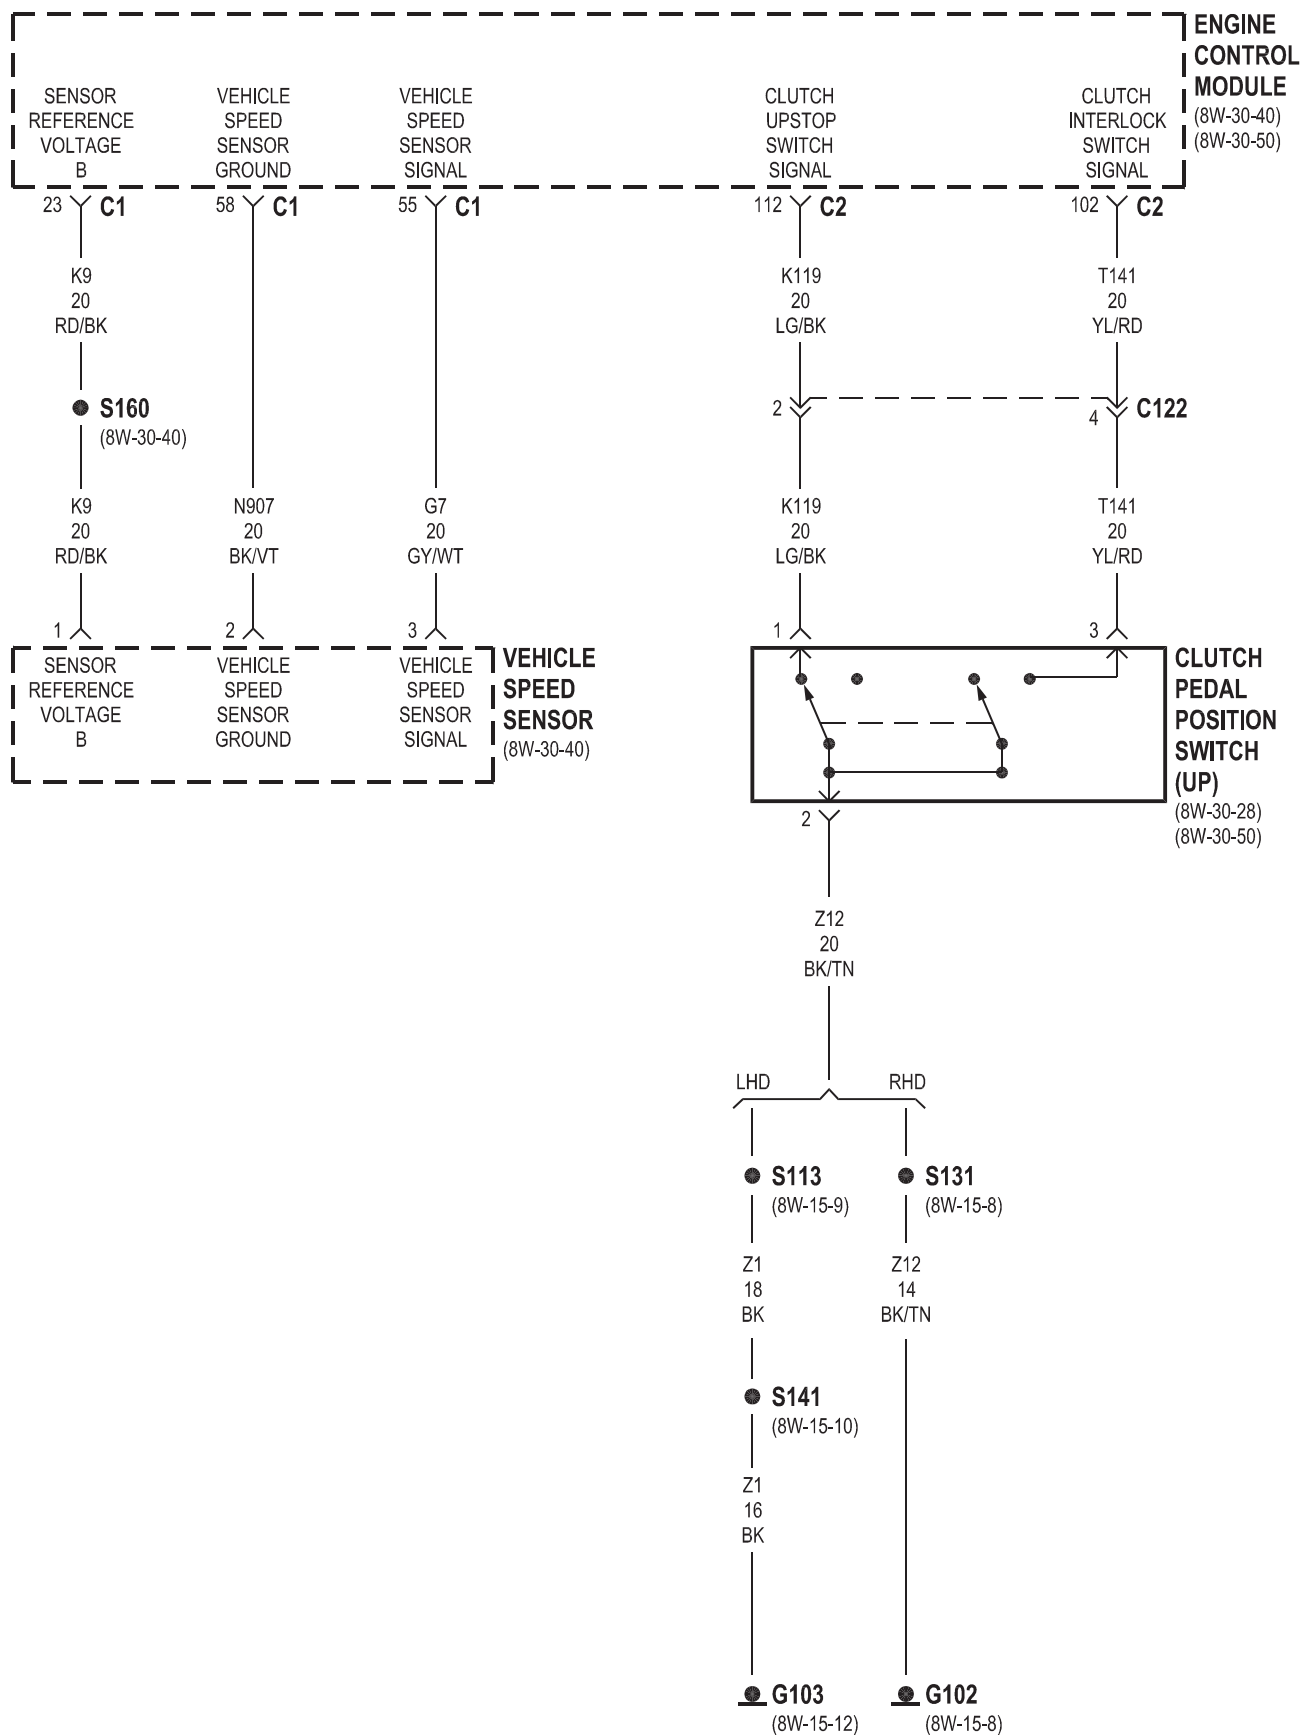 ENGINE
CONTROL
MODULE
(8W-30-40)
(8W-30-50)
SENSOR
REFERENCE
VOLTAGE
B
VEHICLE
SPEED
SENSOR
GROUND
VEHICLE
SPEED
SENSOR
SIGNAL
CLUTCH
UPSTOP
SWITCH
SIGNAL
CLUTCH
INTERLOCK
SWITCH
SIGNAL
23 C1
58 C1
55 C1
112 C2
102 C2
K9
20
RD/BK
K119
20
LG/BK
T141
20
YL/RD
S160
(8W-30-40)
2
4
C122
K9
20
RD/BK
N907
20
BK/VT
G7
20
GY/WT
K119
20
LG/BK
T141
20
YL/RD
1
2
3
1
3
SENSOR
REFERENCE
VOLTAGE
B
VEHICLE
SPEED
SENSOR
GROUND
VEHICLE
SPEED
SENSOR
SIGNAL
VEHICLE
SPEED
SENSOR
(8W-30-40)
CLUTCH
PEDAL
POSITION
SWITCH
(UP)
(8W-30-28)
(8W-30-50)
2
Z12
20
BK/TN
LHD
RHD
S113
(8W-15-9)
S131
(8W-15-8)
Z1
18
BK
Z12
14
BK/TN
S141
(8W-15-10)
Z1
16
BK
G103
(8W-15-12)
G102
(8W-15-8)